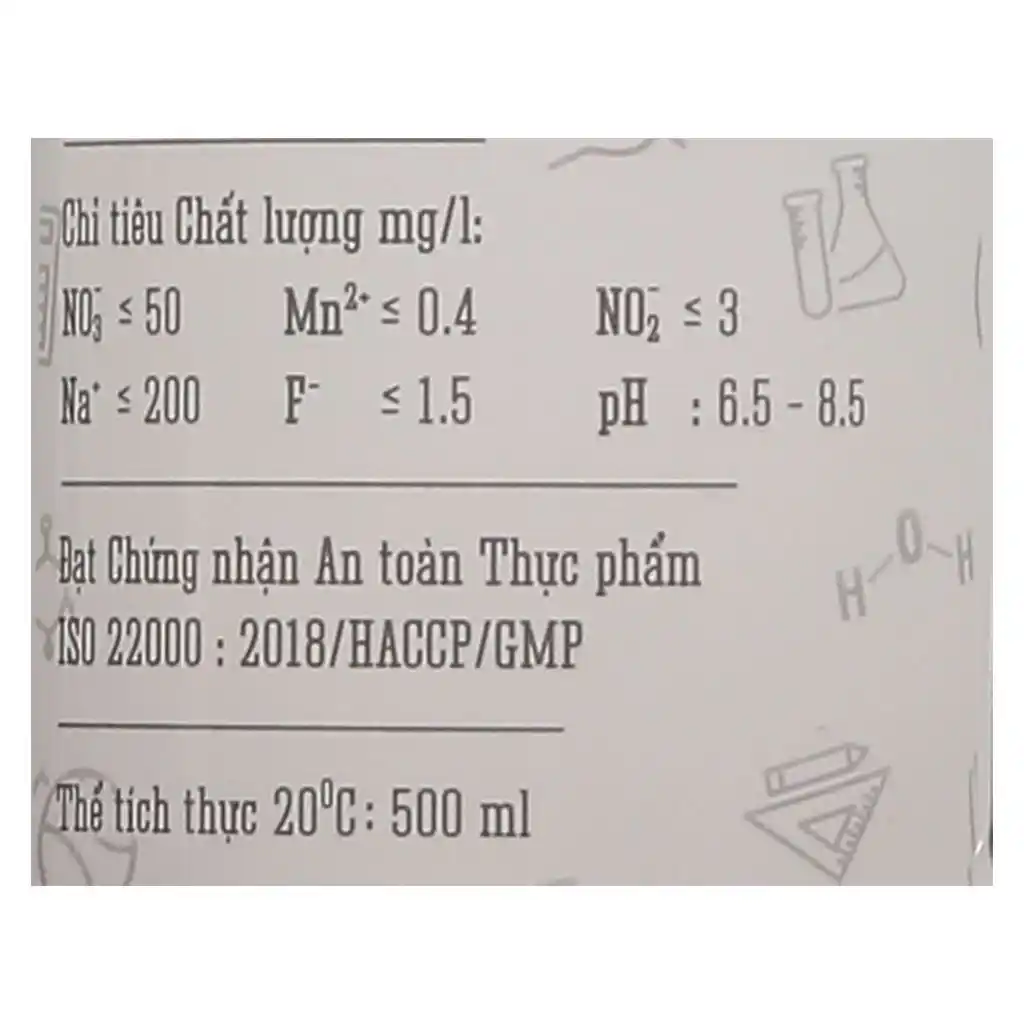 Chỉ tiêu Chất lượng mg/l:
NO₃⁻ ≤ 50 Mn²⁺ ≤ 0.4 NO₂⁻ ≤ 3
Na⁺ ≤ 200 F⁻ ≤ 1.5 pH : 6.5 - 8.5
Đạt Chứng nhận An toàn Thực phẩm
ISO 22000 : 2018/HACCP/GMP
H-O-H
Thể tích thực 20⁰C: 500 ml